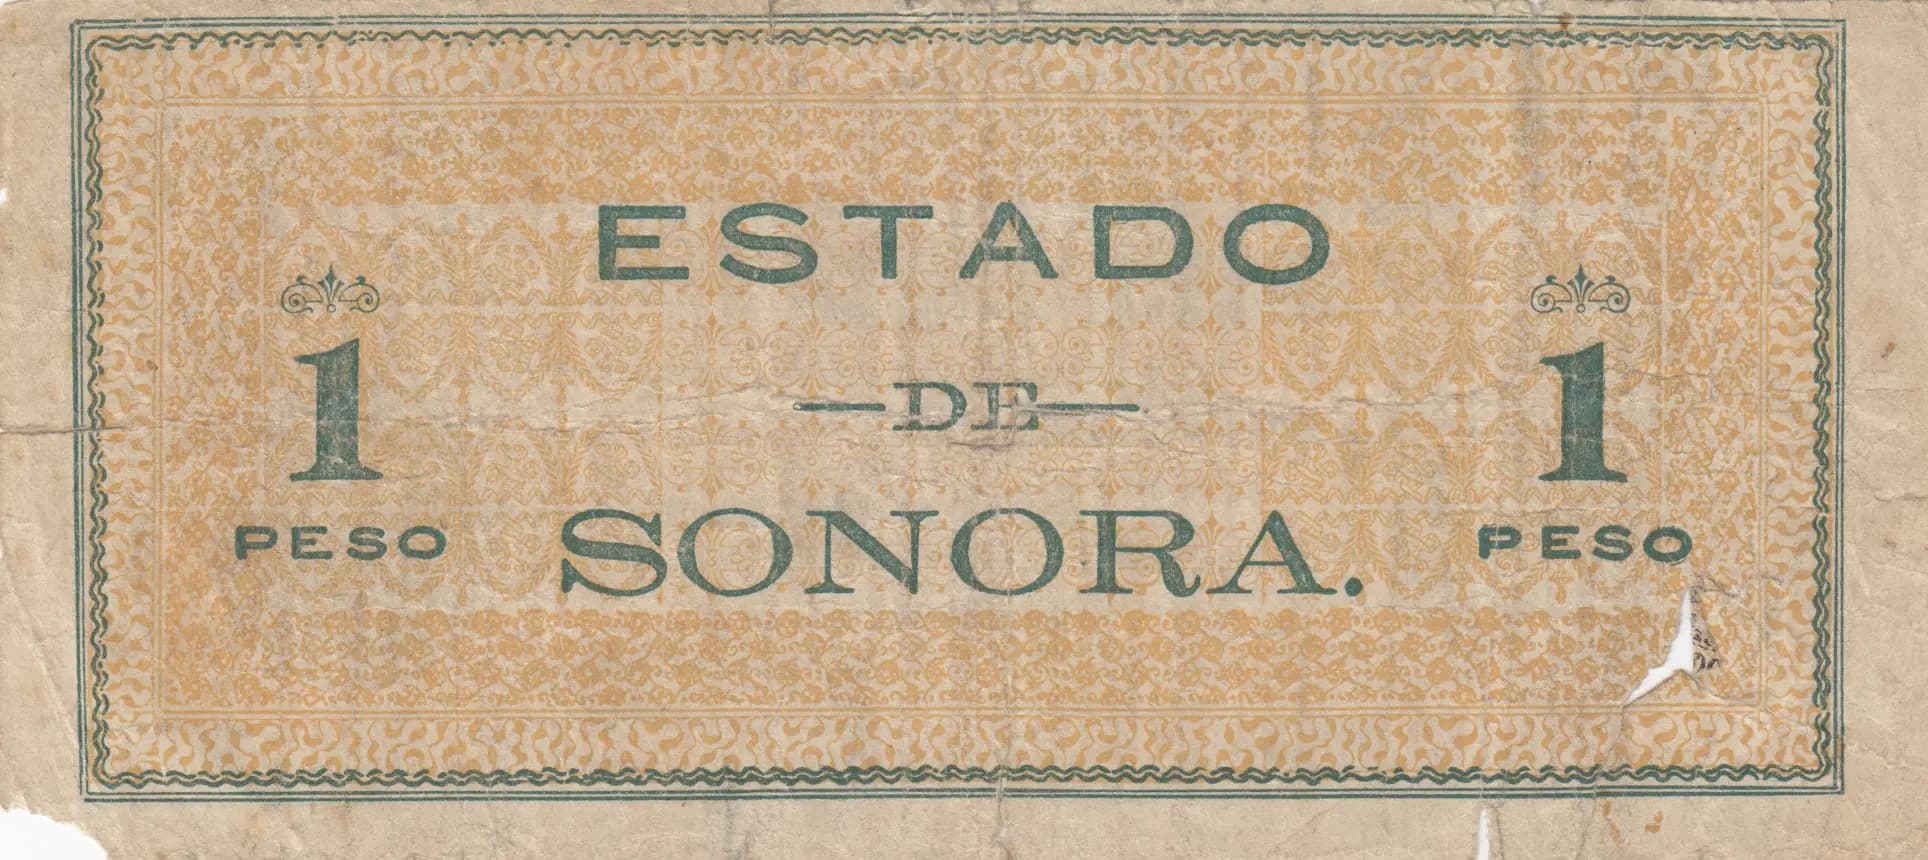 ESTADO
—DE—
SONORA.
1
PESO
1
PESO